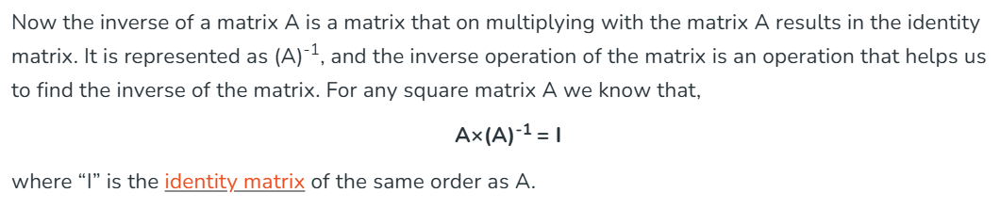 Now the inverse of a matrix A is a matrix that on multiplying with the matrix A results in the identity
matrix. It is represented as (A)⁻¹, and the inverse operation of the matrix is an operation that helps us
to find the inverse of the matrix. For any square matrix A we know that,
A×(A)⁻¹ = I
where “I” is the identity matrix of the same order as A.